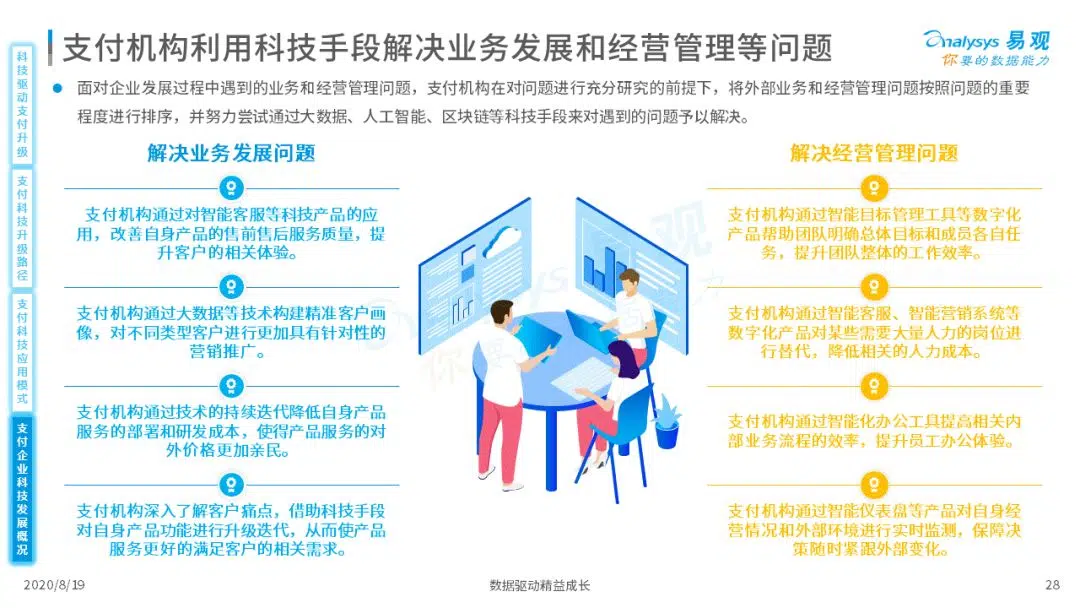 支付机构利用科技手段解决业务发展和经营管理等问题
analysys 易观
你要的数据能力
面对企业发展过程中遇到的业务和经营管理问题，支付机构在对问题进行充分研究的前提下，将外部业务和经营管理问题按照问题的重要
程度进行排序，并努力尝试通过大数据、人工智能、区块链等科技手段来对遇到的问题予以解决。
科技驱动支付升级
支付科技升级路径
支付科技应用模式
支付企业科技发展概况
解决业务发展问题
支付机构通过对智能客服等科技产品的应
用，改善自身产品的售前售后服务质量，提
升客户的相关体验。
支付机构通过大数据等技术构建精准客户画
像，对不同类型客户进行更加具有针对性的
营销推广。
支付机构通过技术的持续迭代降低自身产品
服务的部署和研发成本，使得产品服务的对
外价格更加亲民。
支付机构深入了解客户痛点，借助科技手段
对自身产品功能进行升级迭代，从而使产品
服务更好的满足客户的相关需求。
解决经营管理问题
支付机构通过智能目标管理工具等数字化
产品帮助团队明确总体目标和成员各自任
务，提升团队整体的工作效率。
支付机构通过智能客服、智能营销系统等
数字化产品对某些需要大量人力的岗位进
行替代，降低相关的人力成本。
支付机构通过智能化办公工具提高相关内
部业务流程的效率，提升员工办公体验。
支付机构通过智能仪表盘等产品对自身经
营情况和外部环境进行实时监测，保障决
策随时紧跟外部变化。
2020/8/19
数据驱动精益成长
28